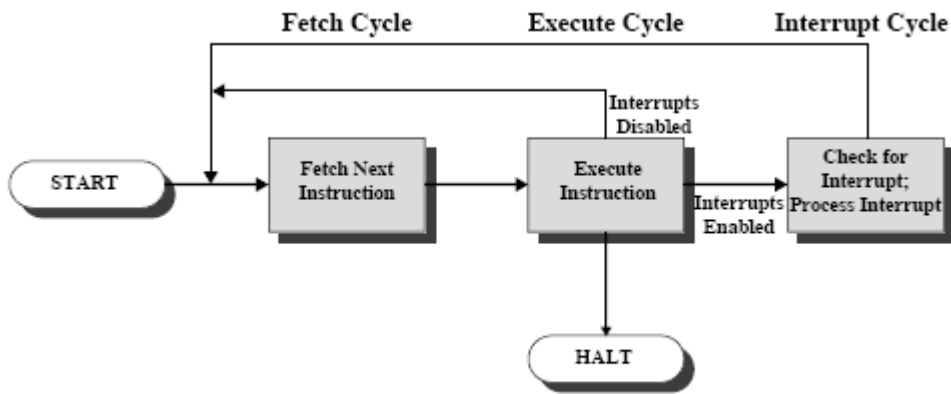 Fetch Cycle
Execute Cycle
Interrupt Cycle
Interrupts
Disabled
START
Fetch Next
Instruction
Execute
Instruction
Interrupts
Enabled
Check for
Interrupt;
Process Interrupt
HALT